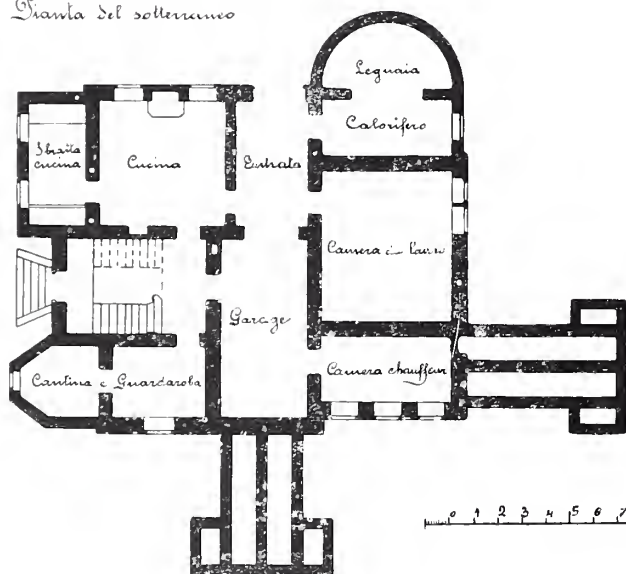 Pianta del sotterraneo
Legnaia
Calorifero
Sbratta
cucina
Cucina
Entrata
Camera
Garage
Camera chauffeur
Cantina e Guardaroba
0 1 2 3 4 5 6 7